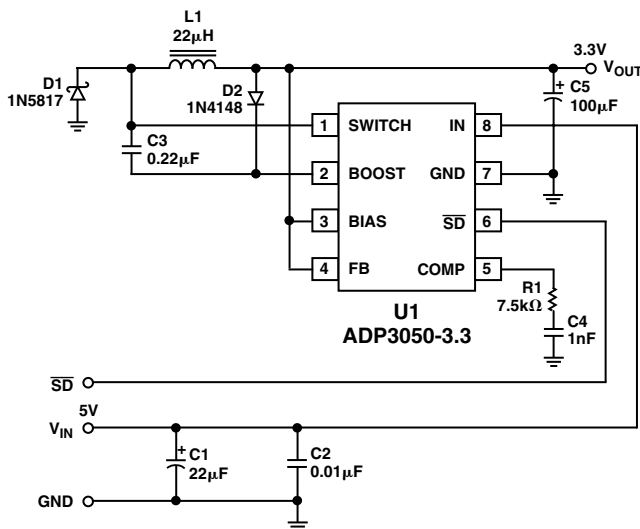 L1
22μH
3.3V
VOUT
D1
1N5817
D2
1N4148
C5
+
100μF
C3
0.22μF
1 SWITCH IN 8
2 BOOST GND 7
3 BIAS SD 6
4 FB COMP 5
R1
7.5kΩ
C4
1nF
U1
ADP3050-3.3
SD
5V
VIN
+
C1
22μF
C2
0.01μF
GND